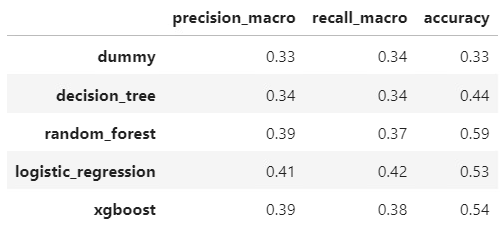 precision_macro recall_macro accuracy
dummy 0.33 0.34 0.33
decision_tree 0.34 0.34 0.44
random_forest 0.39 0.37 0.59
logistic_regression 0.41 0.42 0.53
xgboost 0.39 0.38 0.54